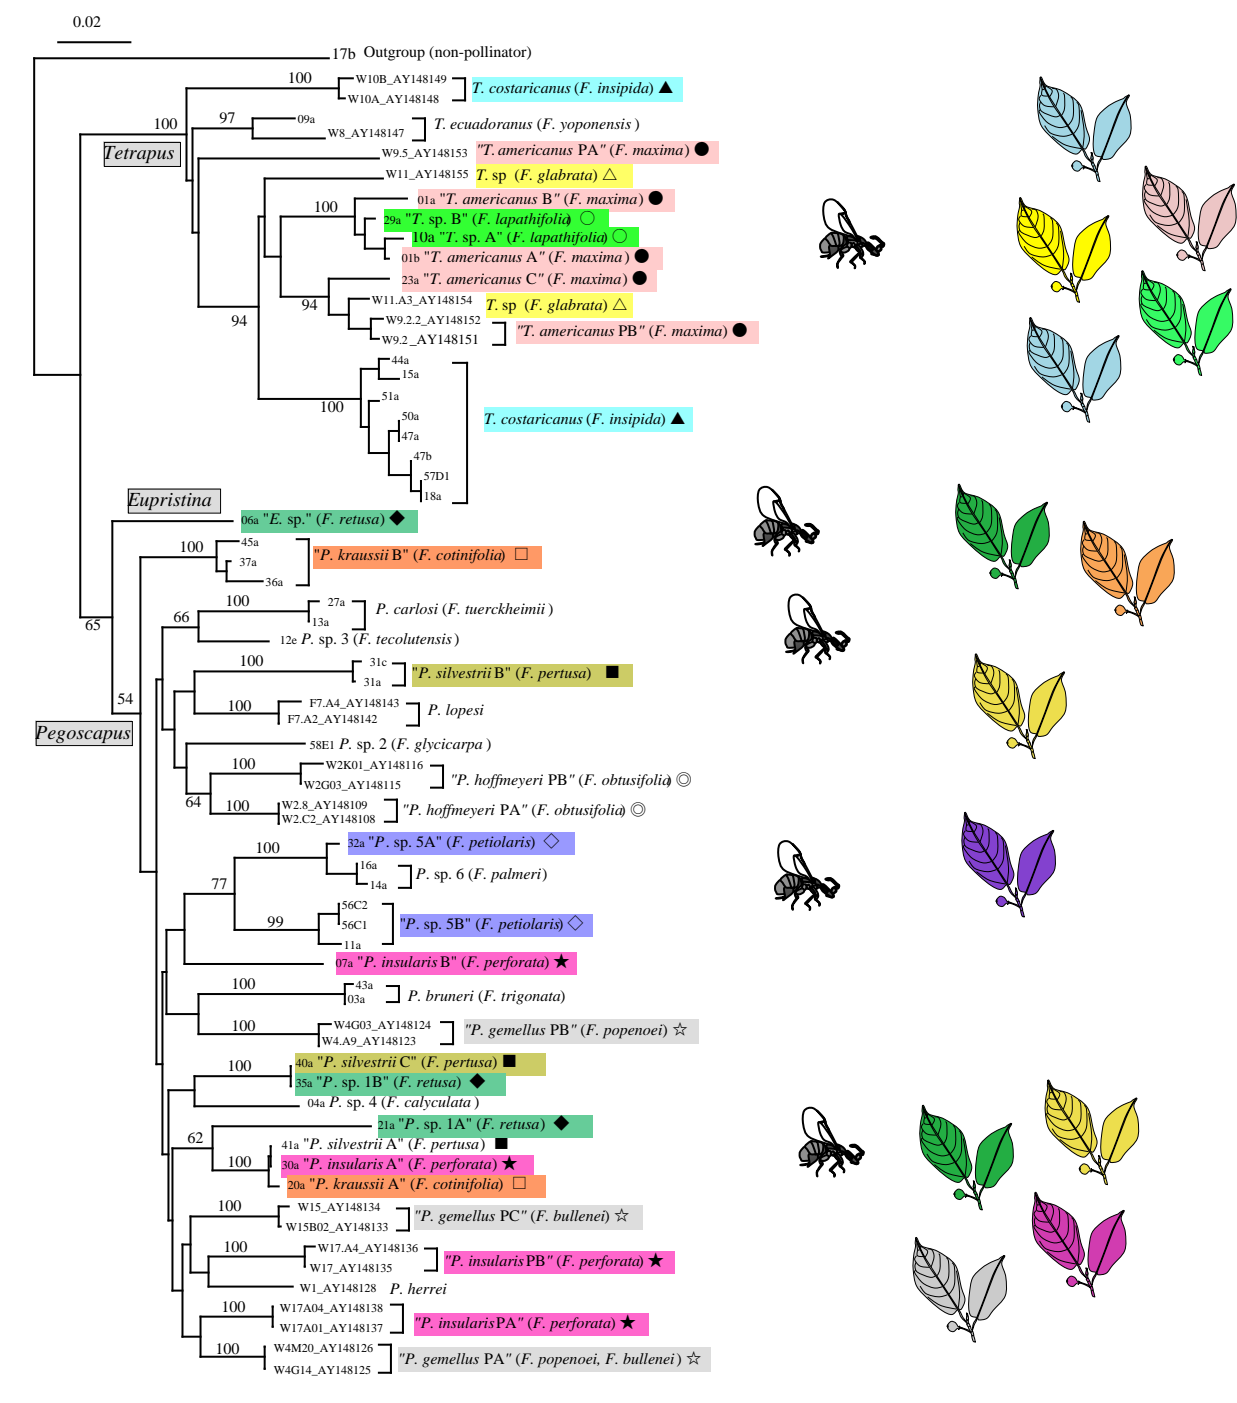 0.02
17b Outgroup (non-pollinator)
100 W10B_AY148149
W10A_AY148148
T. costaricanus (F. insipida) ▲
100
Tetrapus
97 09a
W8_AY148147
T. ecuadoranus (F. yoponensis )
W9.5_AY148153 "T. americanus PA" (F. maxima) ●
W11_AY148155 T. sp (F. glabrata) △
100 01a "T. americanus B" (F. maxima) ●
29a "T. sp. B" (F. lapathifolia) ○
10a "T. sp. A" (F. lapathifolia) ○
01b "T. americanus A" (F. maxima) ●
23a "T. americanus C" (F. maxima) ●
94 W11.A3_AY148154 T. sp (F. glabrata) △
94
W9.2.2_AY148152
W9.2_AY148151
"T. americanus PB" (F. maxima) ●
44a
15a
51a
100
50a
47a
T. costaricanus (F. insipida) ▲
47b
57D1
18a
Eupristina
06a "E. sp." (F. retusa) ◆
100 45a
37a
36a
"P. kraussii B" (F. cotinifolia) □
65
100 27a
13a
P. carlosi (F. tuerckheimii )
66
12e P. sp. 3 (F. tecolutensis )
100 31c
31a
"P. silvestrii B" (F. pertusa) ■
54
Pegoscapus
100 F7.A4_AY148143
F7.A2_AY148142
P. lopesi
58E1 P. sp. 2 (F. glycicarpa )
100 W2K01_AY148116
W2G03_AY148115
"P. hoffmeyeri PB" (F. obtusifolia) ◎
64
100 W2.8_AY148109
W2.C2_AY148108
"P. hoffmeyeri PA" (F. obtusifolia) ◎
100 32a "P. sp. 5A" (F. petiolaris) ◇
16a
14a
P. sp. 6 (F. palmeri)
77
99 56C2
56C1
11a
"P. sp. 5B" (F. petiolaris) ◇
07a "P. insularis B" (F. perforata) ★
100 43a
03a
P. bruneri (F. trigonata)
100 W4G03_AY148124
W4.A9_AY148123
"P. gemellus PB" (F. popenoei) ☆
100 40a "P. silvestrii C" (F. pertusa) ■
35a "P. sp. 1B" (F. retusa) ◆
04a P. sp. 4 (F. calyculata )
21a "P. sp. 1A" (F. retusa) ◆
62
41a "P. silvestrii A" (F. pertusa) ■
100 30a "P. insularis A" (F. perforata) ★
20a "P. kraussii A" (F. cotinifolia) □
100 W15_AY148134
W15B02_AY148133
"P. gemellus PC" (F. bullenei) ☆
100 W17.A4_AY148136
W17_AY148135
"P. insularis PB" (F. perforata) ★
W1_AY148128 P. herrei
100 W17A04_AY148138
W17A01_AY148137
"P. insularis PA" (F. perforata) ★
100 W4M20_AY148126
W4G14_AY148125
"P. gemellus PA" (F. popenoei, F. bullenei ) ☆